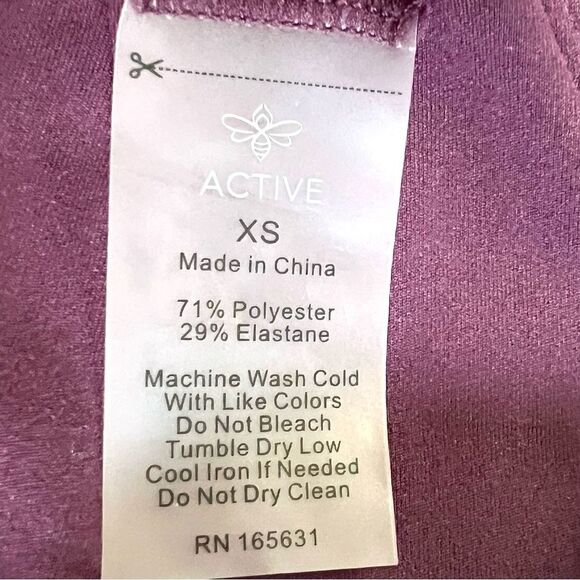 ACTIVE
XS
Made in China
71% Polyester
29% Elastane
Machine Wash Cold
With Like Colors
Do Not Bleach
Tumble Dry Low
Cool Iron If Needed
Do Not Dry Clean
RN 165631